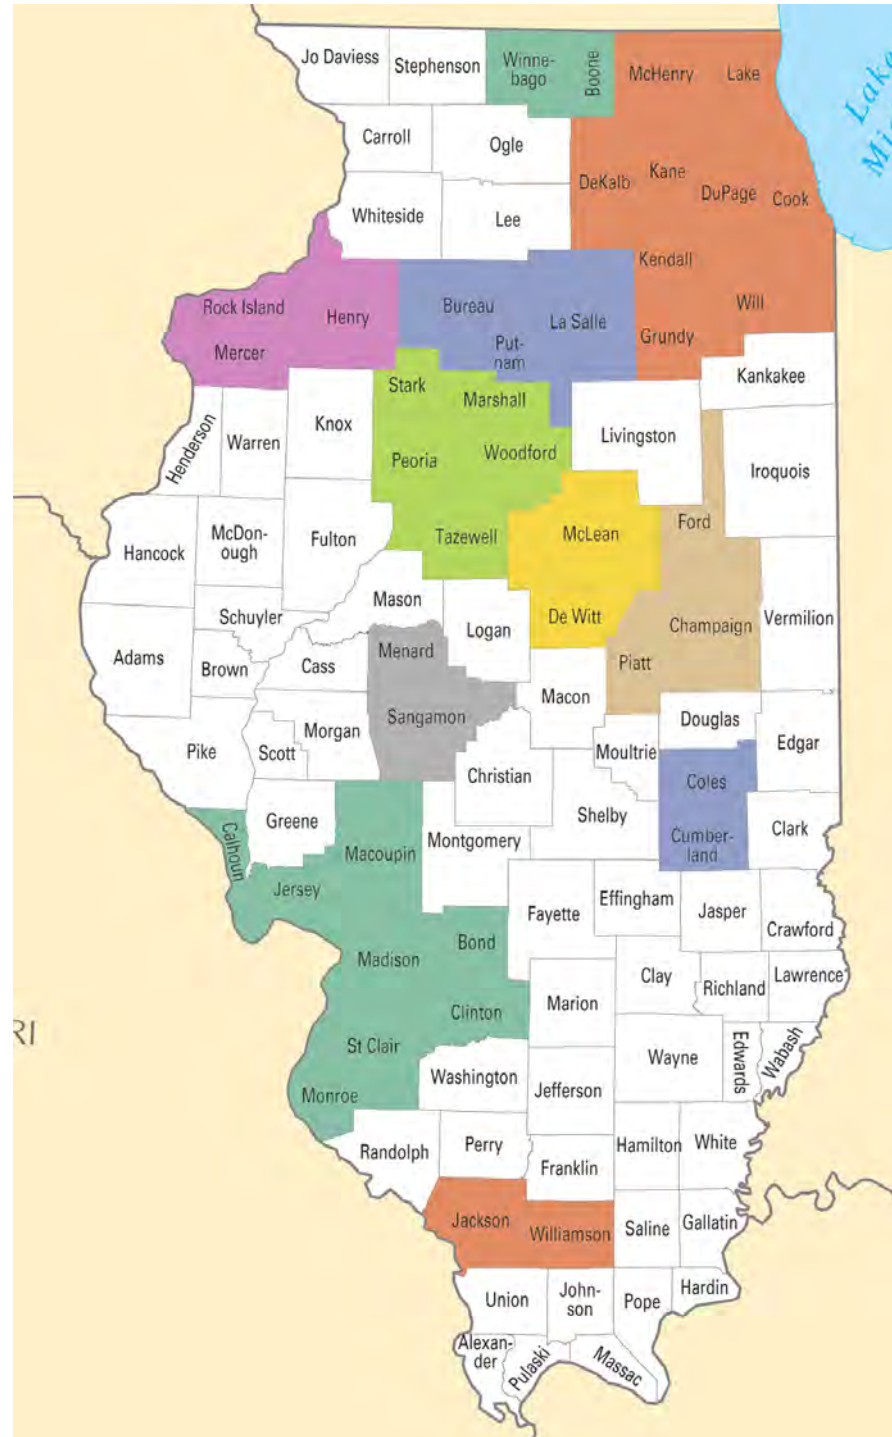 Jo Daviess
Stephenson
Winne-
bago
Boone
McHenry
Lake
Lake
Carroll
Ogle
DeKalb
Kane
DuPage
Cook
Whiteside
Lee
Kendall
Rock Island
Henry
Bureau
La Salle
Will
Mercer
Put-
nam
Grundy
Stark
Marshall
Kankakee
Henderson
Warren
Knox
Peoria
Woodford
Livingston
Iroquois
Hancock
McDon-
ough
Fulton
Tazewell
McLean
Ford
Schuyler
Mason
Logan
De Witt
Champaign
Vermilion
Adams
Brown
Cass
Menard
Piatt
Macon
Pike
Scott
Morgan
Sangamon
Christian
Moultrie
Douglas
Edgar
Calhoun
Greene
Macoupin
Montgomery
Shelby
Coles
Cumber-
land
Clark
Jersey
Fayette
Effingham
Jasper
Crawford
Madison
Bond
Clay
Richland
Lawrence
RI
St Clair
Clinton
Marion
Wayne
Edwards
Wabash
Monroe
Washington
Jefferson
Randolph
Perry
Franklin
Hamilton
White
Jackson
Williamson
Saline
Gallatin
Union
John-
son
Pope
Hardin
Alexan-
der
Pulaski
Massac